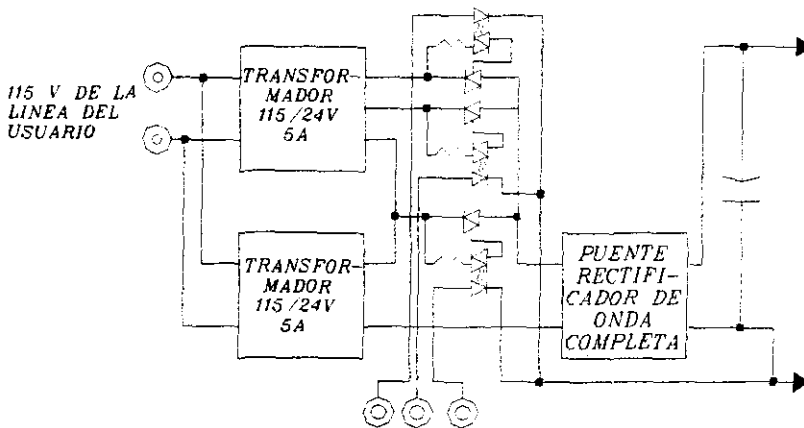 115 V DE LA
LINEA DEL
USUARIO
TRANSFOR-
MADOR
115/24V
5A
TRANSFOR-
MADOR
115/24V
5A
PUENTE
RECTIFI-
CADOR DE
ONDA
COMPLETA